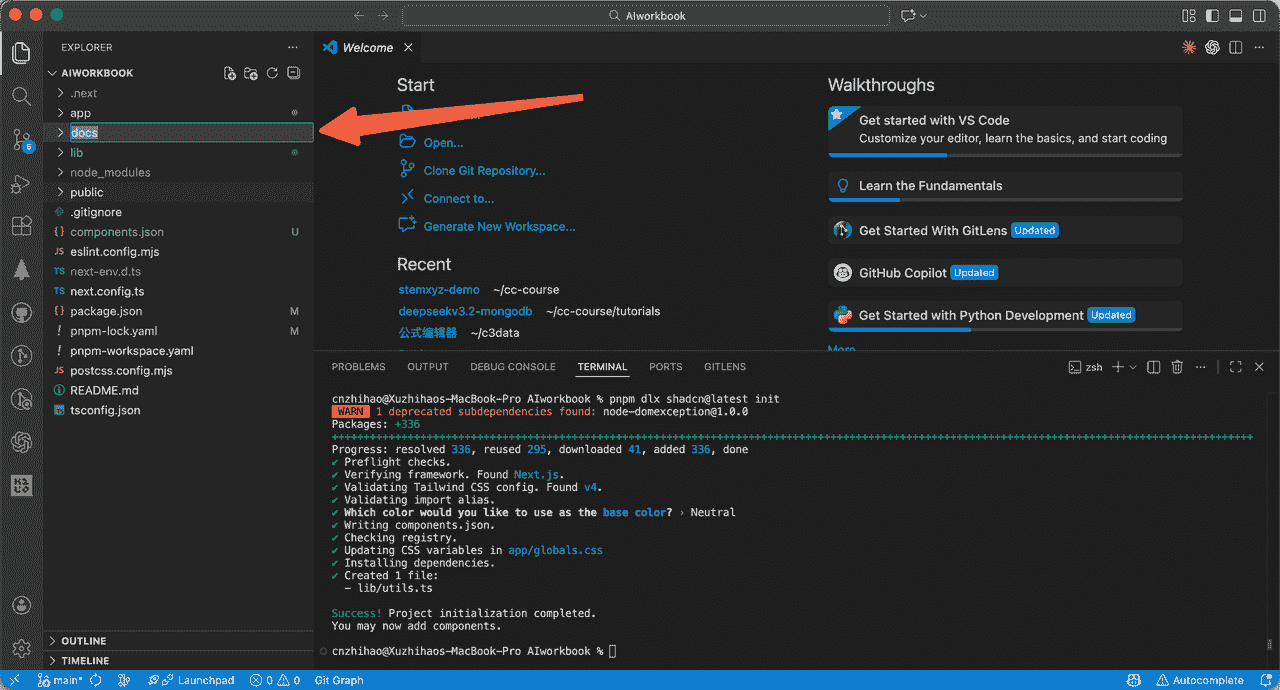 AIworkbook
EXPLORER
Welcome
AIWORKBOOK
.next
app
docs
lib
node_modules
public
.gitignore
components.json U
eslint.config.mjs
next-env.d.ts
next.config.ts
package.json M
pnpm-lock.yaml M
pnpm-workspace.yaml
postcss.config.mjs
README.md
tsconfig.json
OUTLINE
TIMELINE
6
Start
Open...
Clone Git Repository...
Connect to...
Generate New Workspace...
Recent
stemxyz-demo ~/cc-course
deepseekv3.2-mongodb ~/cc-course/tutorials
公式编辑器 ~/c3data
Walkthroughs
Get started with VS Code
Customize your editor, learn the basics, and start coding
Learn the Fundamentals
Get Started With GitLens Updated
GitHub Copilot Updated
Get Started with Python Development Updated
More...
PROBLEMS OUTPUT DEBUG CONSOLE TERMINAL PORTS GITLENS zsh
cnzhihao@Xuzhihaos-MacBook-Pro AIworkbook % pnpm dlx shadcn@latest init
WARN 1 deprecated subdependencies found: node-domexception@1.0.0
Packages: +336
Progress: resolved 336, reused 295, downloaded 41, added 336, done
✔ Preflight checks.
✔ Verifying framework. Found Next.js.
✔ Validating Tailwind CSS config. Found v4.
✔ Validating import alias.
✔ Which color would you like to use as the base color? › Neutral
✔ Writing components.json.
✔ Checking registry.
✔ Updating CSS variables in app/globals.css
✔ Installing dependencies.
✔ Created 1 file:
- lib/utils.ts
Success! Project initialization completed.
You may now add components.
cnzhihao@Xuzhihaos-MacBook-Pro AIworkbook %
main* Launchpad 0 0 Git Graph Autocomplete